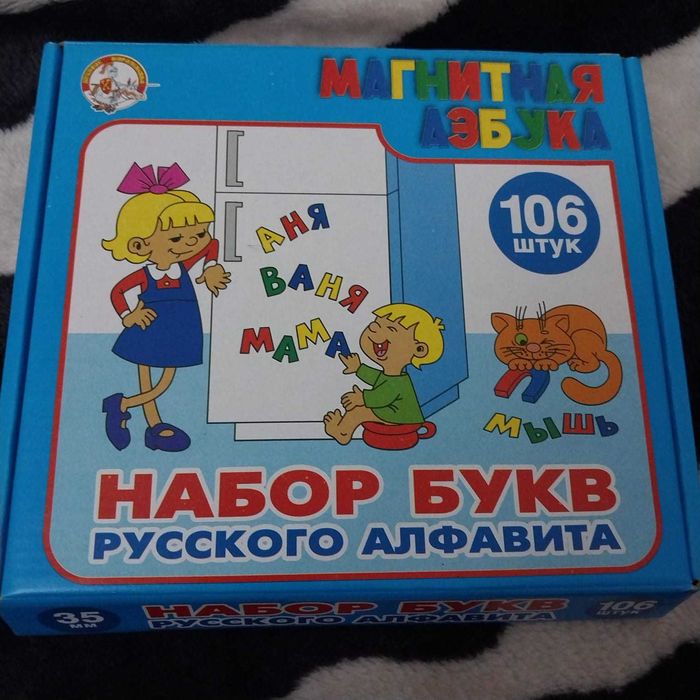 МАГНИТНАЯ
АЗБУКА
106
ШТУК
АНЯ
ВАНЯ
МАМА
МЫШЬ
НАБОР БУКВ
РУССКОГО АЛФАВИТА
35
ММ
НАБОР БУКВ
РУССКОГО АЛФАВИТА
106
ШТУК